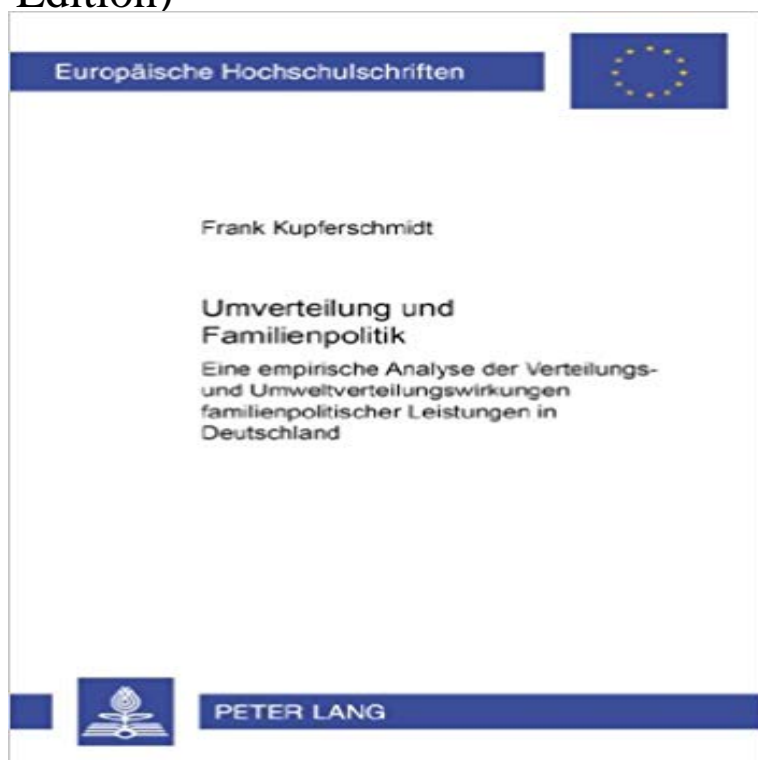 Edition)
Europäische Hochschulschriften
Frank Kupferschmidt
Umverteilung und
Familienpolitik
Eine empirische Analyse der Verteilungs-
und Umweltverteilungswirkungen
familienpolitischer Leistungen in
Deutschland
PETER LANG